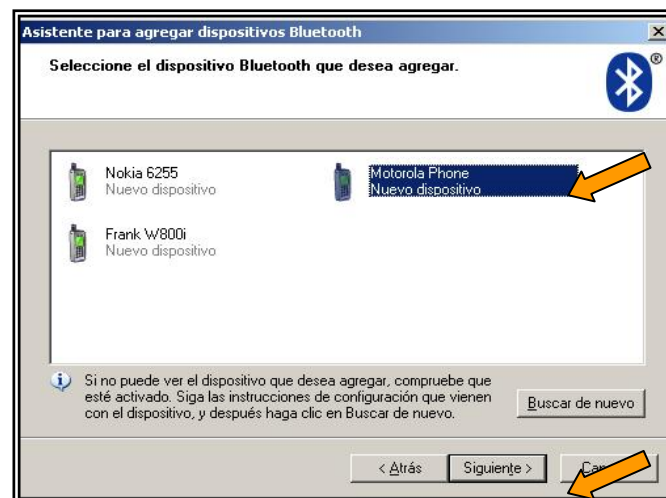 Asistente para agregar dispositivos Bluetooth
Seleccione el dispositivo Bluetooth que desea agregar.
®
Nokia 6255
Nuevo dispositivo
Motorola Phone
Nuevo dispositivo
Frank W800i
Nuevo dispositivo
Si no puede ver el dispositivo que desea agregar, compruebe que
esté activado. Siga las instrucciones de configuración que vienen
con el dispositivo, y después haga clic en Buscar de nuevo.
Buscar de nuevo
< Atrás
Siguiente >